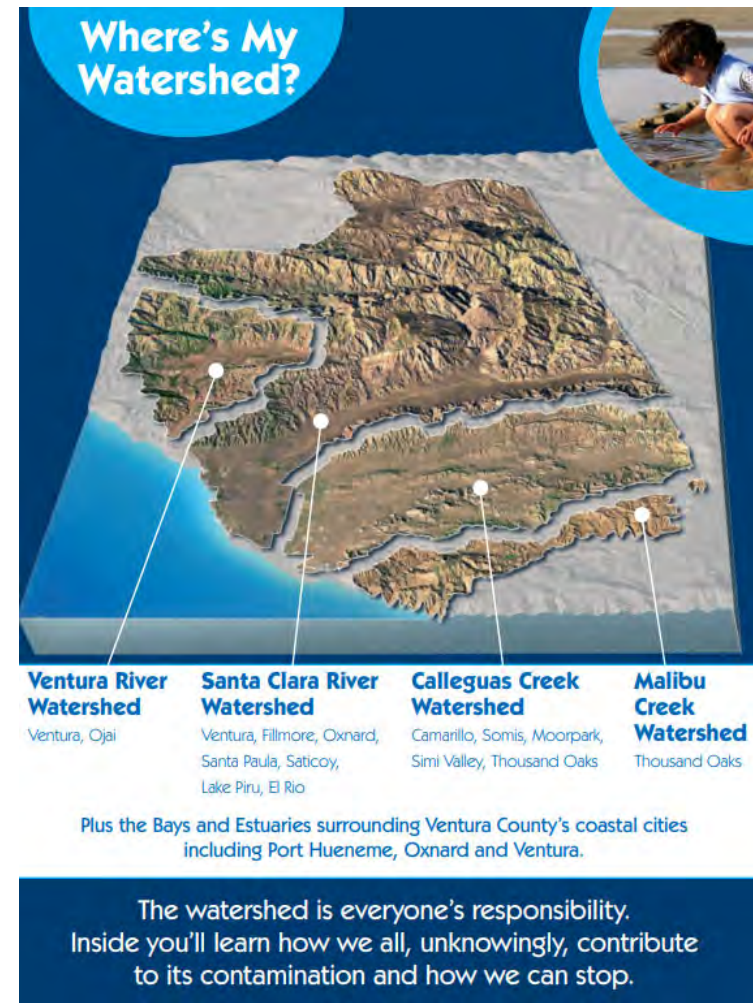 Where's My
Watershed?
Ventura River
Watershed
Ventura, Ojai
Santa Clara River
Watershed
Ventura, Fillmore, Oxnard,
Santa Paula, Saticoy,
Lake Piru, El Rio
Calleguas Creek
Watershed
Camarillo, Somis, Moorpark,
Simi Valley, Thousand Oaks
Malibu
Creek
Watershed
Thousand Oaks
Plus the Bays and Estuaries surrounding Ventura County's coastal cities
including Port Hueneme, Oxnard and Ventura.
The watershed is everyone's responsibility.
Inside you'll learn how we all, unknowingly, contribute
to its contamination and how we can stop.